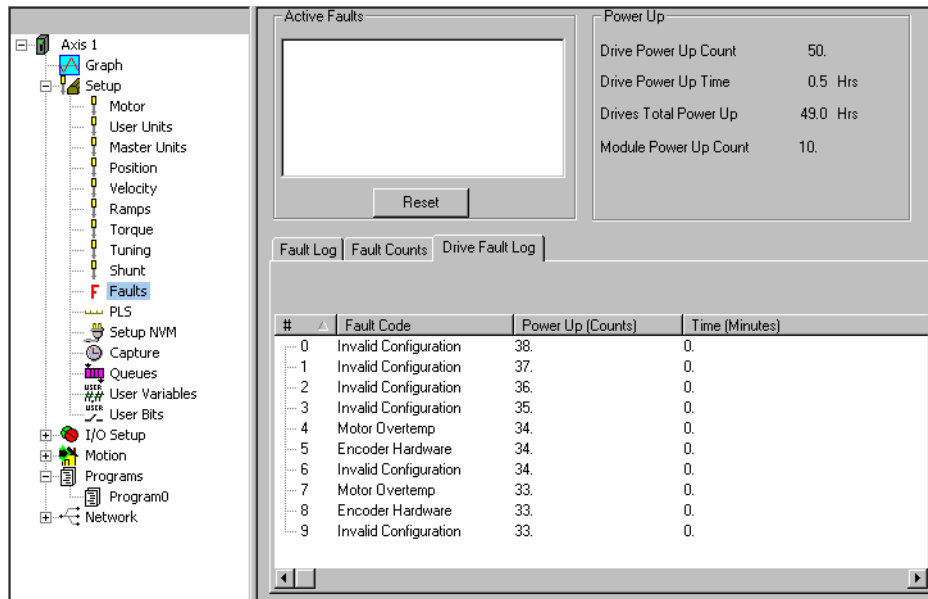 Axis 1
Graph
Setup
Motor
User Units
Master Units
Position
Velocity
Ramps
Torque
Tuning
Shunt
F Faults
PLS
Setup NVM
Capture
Queues
USER #.# User Variables
USER User Bits
I/O Setup
Motion
Programs
Program0
Network
Active Faults
Reset
Power Up
Drive Power Up Count 50.
Drive Power Up Time 0.5 Hrs
Drives Total Power Up 49.0 Hrs
Module Power Up Count 10.
Fault Log Fault Counts Drive Fault Log
# Fault Code Power Up (Counts) Time (Minutes)
0 Invalid Configuration 38. 0.
1 Invalid Configuration 37. 0.
2 Invalid Configuration 36. 0.
3 Invalid Configuration 35. 0.
4 Motor Overtemp 34. 0.
5 Encoder Hardware 34. 0.
6 Invalid Configuration 34. 0.
7 Motor Overtemp 33. 0.
8 Encoder Hardware 33. 0.
9 Invalid Configuration 33. 0.